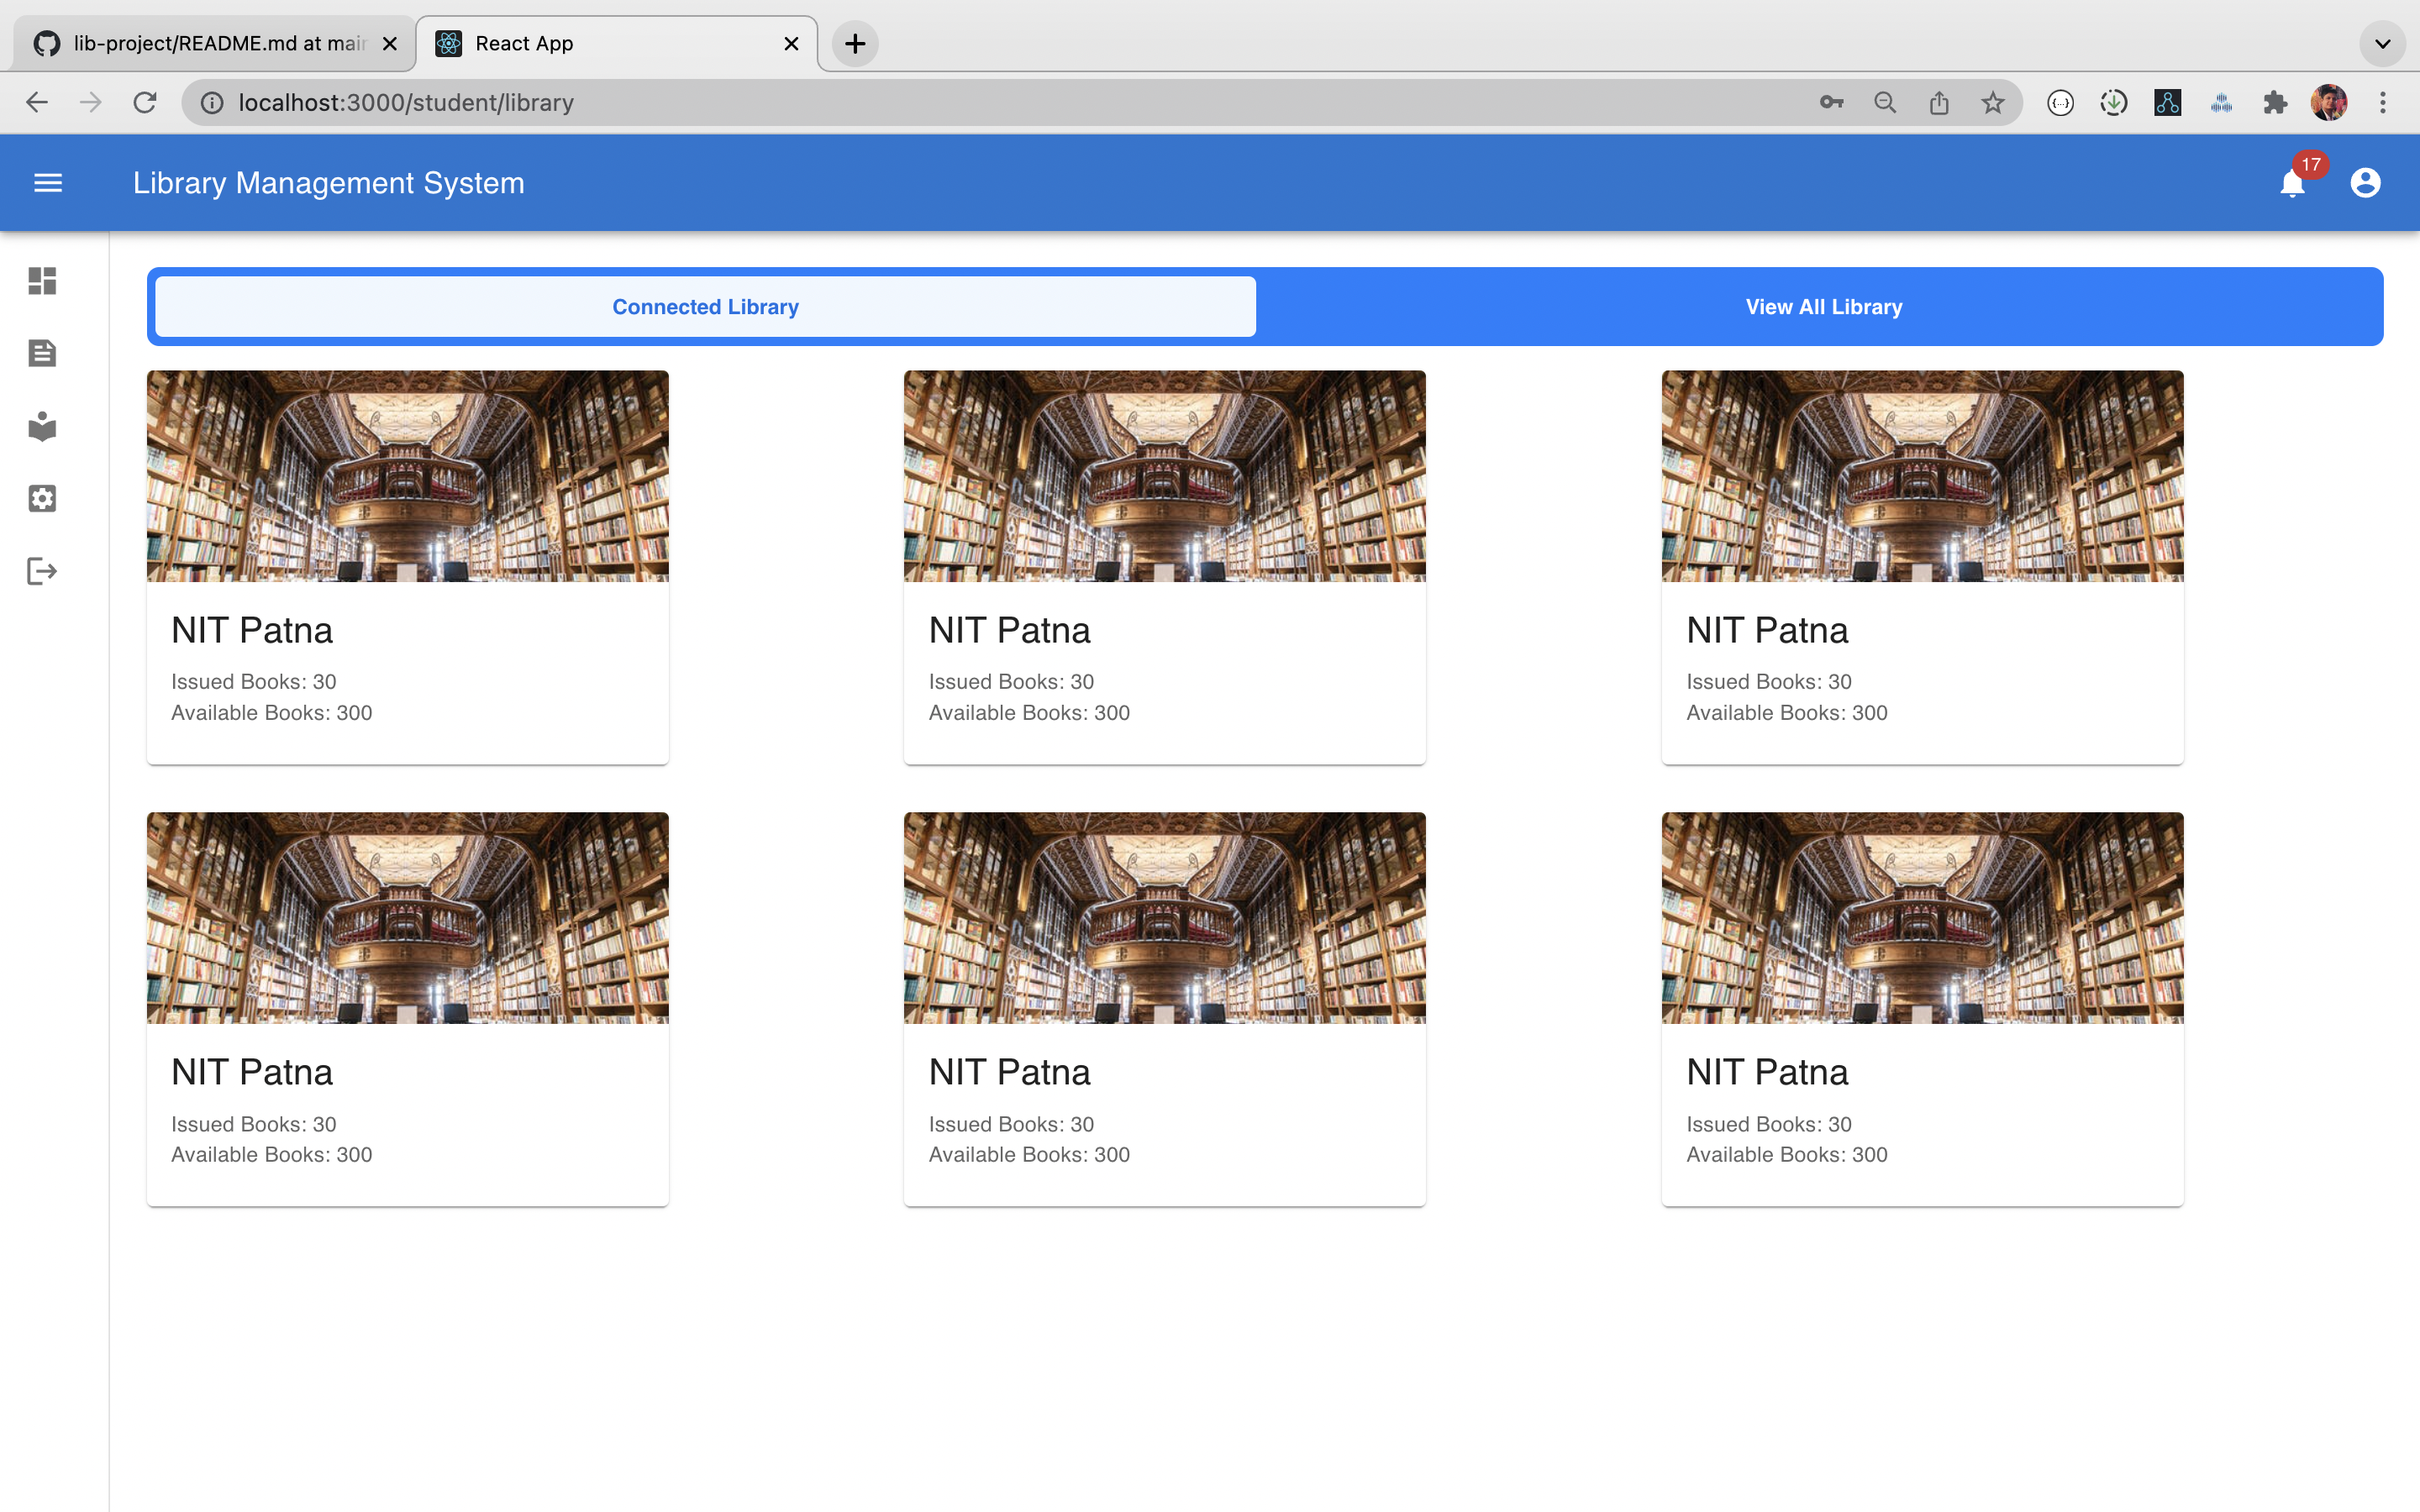 lib-project/README.md at mair
React App
localhost:3000/student/library
Library Management System
17
Connected Library
View All Library
NIT Patna
Issued Books: 30
Available Books: 300
NIT Patna
Issued Books: 30
Available Books: 300
NIT Patna
Issued Books: 30
Available Books: 300
NIT Patna
Issued Books: 30
Available Books: 300
NIT Patna
Issued Books: 30
Available Books: 300
NIT Patna
Issued Books: 30
Available Books: 300